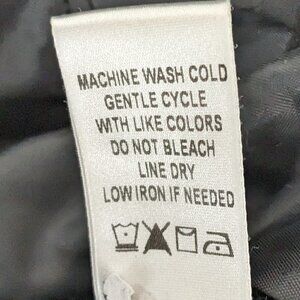 MACHINE WASH COLD
GENTLE CYCLE
WITH LIKE COLORS
DO NOT BLEACH
LINE DRY
LOW IRON IF NEEDED